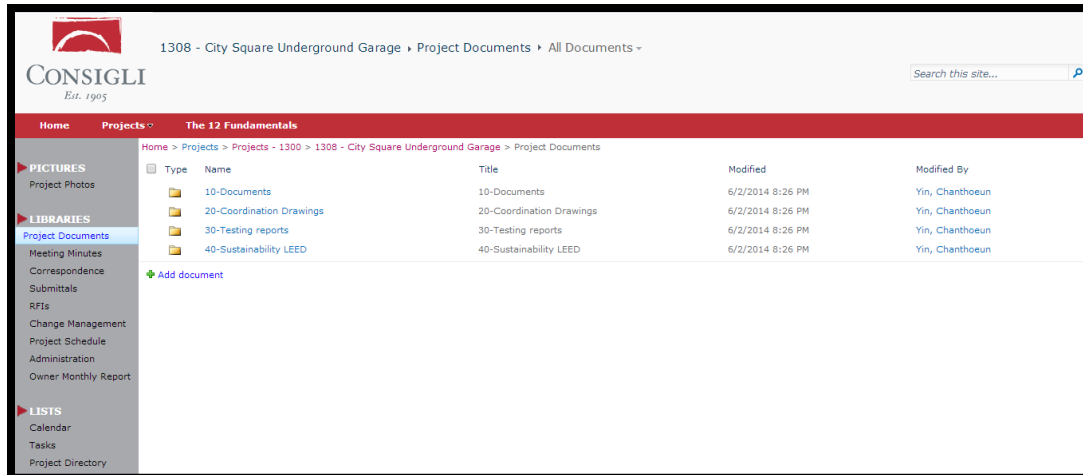 CONSIGLI
Est. 1905
1308 - City Square Underground Garage Project Documents All Documents
Search this site...
Home Projects The 12 Fundamentals
Home > Projects > Projects - 1300 > 1308 - City Square Underground Garage > Project Documents
PICTURES
Project Photos
LIBRARIES
Project Documents
Meeting Minutes
Correspondence
Submittals
RFIs
Change Management
Project Schedule
Administration
Owner Monthly Report
LISTS
Calendar
Tasks
Project Directory
Type Name Title Modified Modified By
10-Documents 10-Documents 6/2/2014 8:26 PM Yin, Chanthoeun
20-Coordination Drawings 20-Coordination Drawings 6/2/2014 8:26 PM Yin, Chanthoeun
30-Testing reports 30-Testing reports 6/2/2014 8:26 PM Yin, Chanthoeun
40-Sustainability LEED 40-Sustainability LEED 6/2/2014 8:26 PM Yin, Chanthoeun
Add document